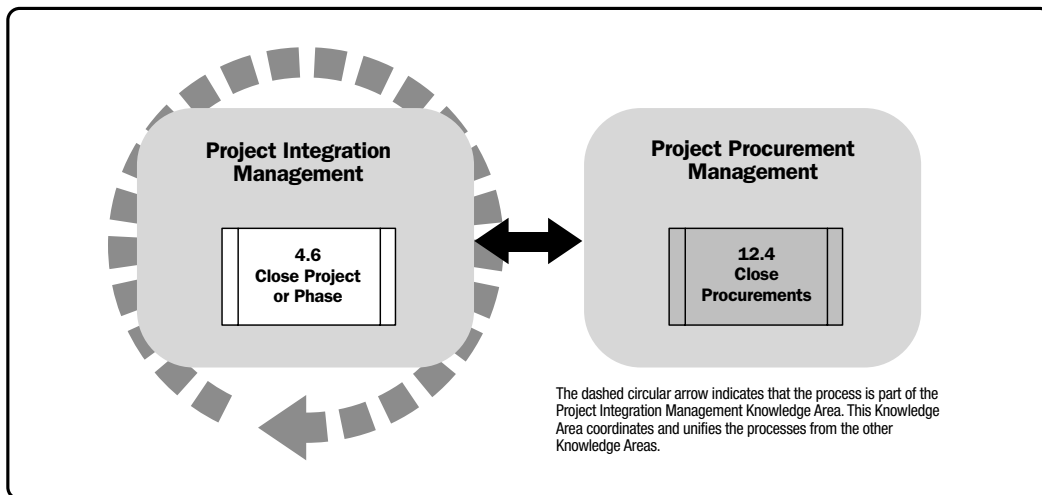 Project Integration
Management
4.6
Close Project
or Phase
Project Procurement
Management
12.4
Close
Procurements
The dashed circular arrow indicates that the process is part of the
Project Integration Management Knowledge Area. This Knowledge
Area coordinates and unifies the processes from the other
Knowledge Areas.